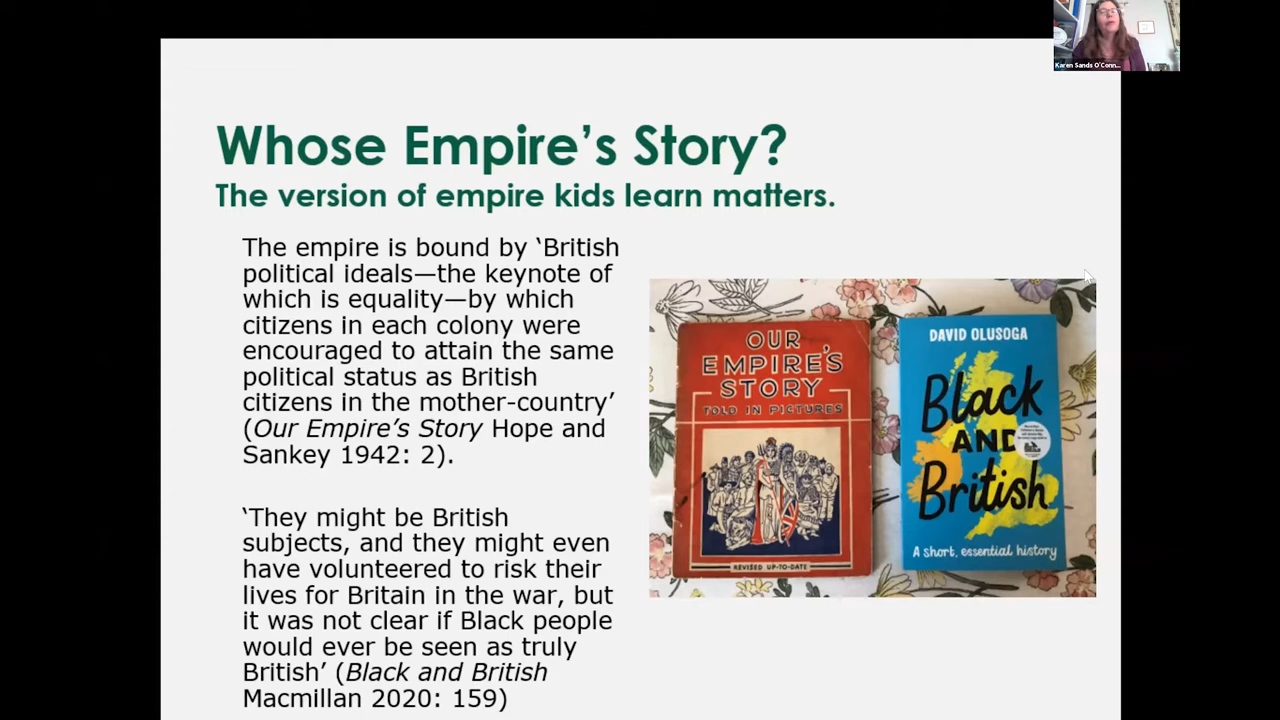 Karen Sands O'Conn...
Whose Empire's Story?
The version of empire kids learn matters.
The empire is bound by ‘British
political ideals—the keynote of
which is equality—by which
citizens in each colony were
encouraged to attain the same
political status as British
citizens in the mother-country’
(Our Empire’s Story Hope and
Sankey 1942: 2).
‘They might be British
subjects, and they might even
have volunteered to risk their
lives for Britain in the war, but
it was not clear if Black people
would ever be seen as truly
British’ (Black and British
Macmillan 2020: 159)
OUR
EMPIRE'S
STORY
TOLD IN PICTURES
REVISED UP-TO-DATE
DAVID OLUSOGA
Black
AND
British
A short, essential history